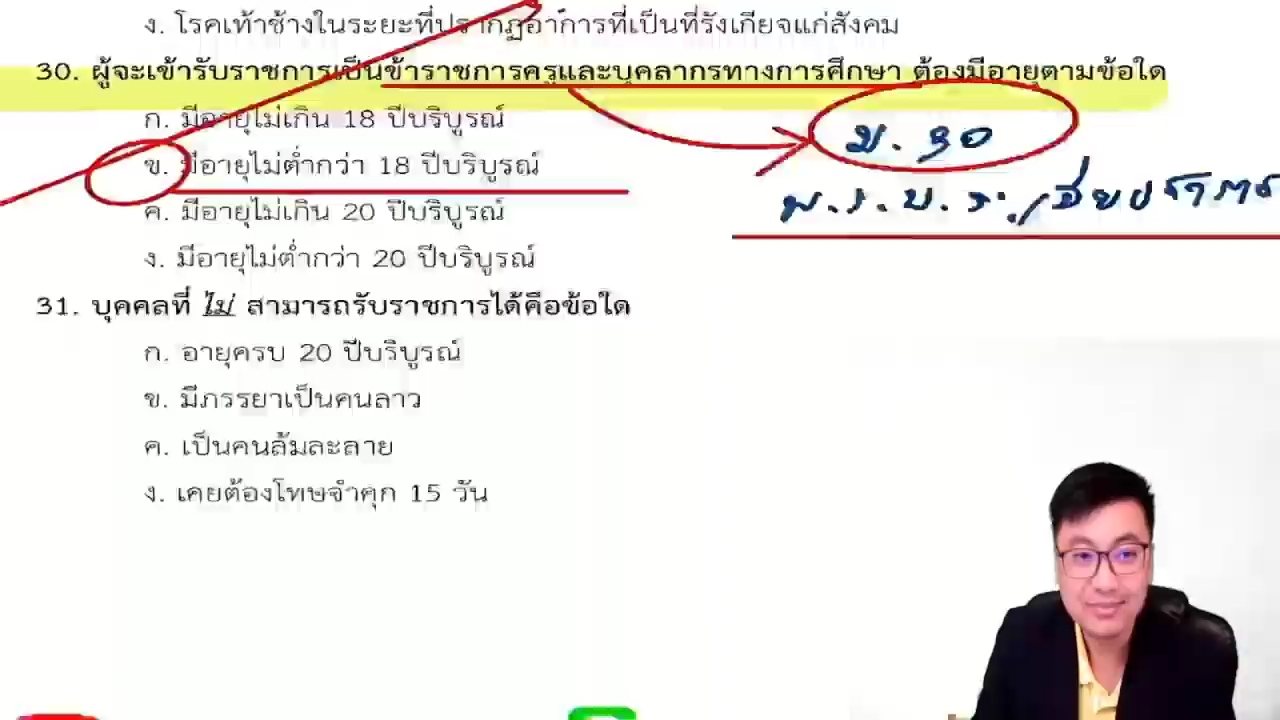 ง. โรคเท้าช้างในระยะที่ปรากฏอาการที่เป็นที่รังเกียจแก่สังคม
30. ผู้จะเข้ารับราชการเป็นข้าราชการครูและบุคลากรทางการศึกษา ต้องมีอายุตามข้อใด
ก. มีอายุไม่เกิน 18 ปีบริบูรณ์
ม. 30
ข. มีอายุไม่ต่ำกว่า 18 ปีบริบูรณ์
พ.ร.บ.
ค. มีอายุไม่เกิน 20 ปีบริบูรณ์
ง. มีอายุไม่ต่ำกว่า 20 ปีบริบูรณ์
31. บุคคลที่ ไม่ สามารถรับราชการได้คือข้อใด
ก. อายุครบ 20 ปีบริบูรณ์
ข. มีภรรยาเป็นคนลาว
ค. เป็นคนล้มละลาย
ง. เคยต้องโทษจำคุก 15 วัน